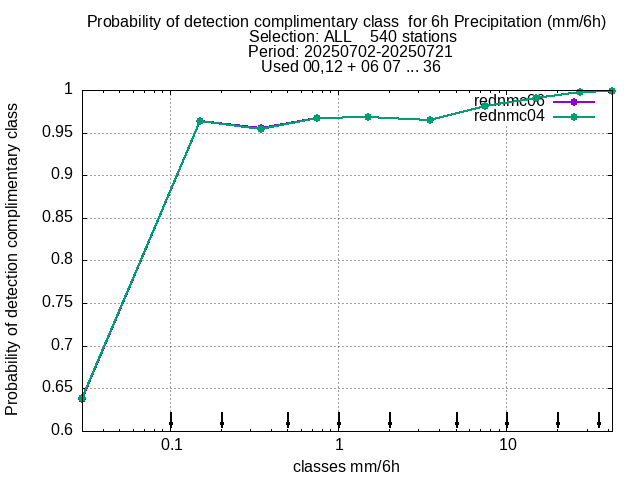 Probability of detection complimentary class  for 6h Precipitation (mm/6h)
Selection: ALL    540 stations
Period: 20250702-20250721
Used 00,12 + 06 07 ... 36
rednmc06
rednmc04
1
0.95
0.9
0.85
0.8
0.75
0.7
0.65
0.6
Probability of detection complimentary class
0.1 1 10
classes mm/6h